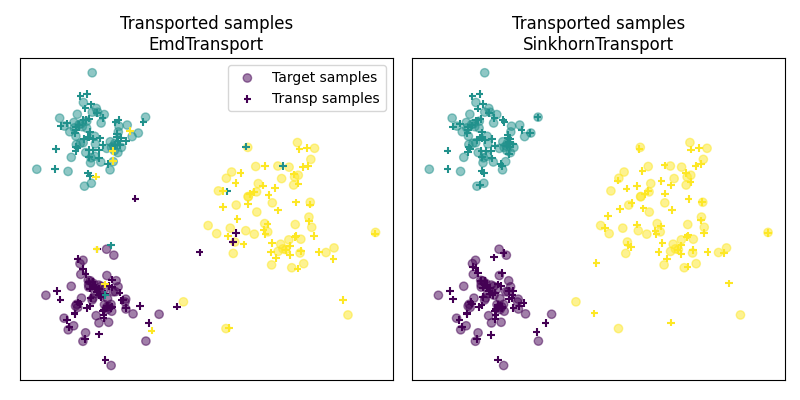 Transported samples
EmdTransport
Target samples
Transp samples
Transported samples
SinkhornTransport